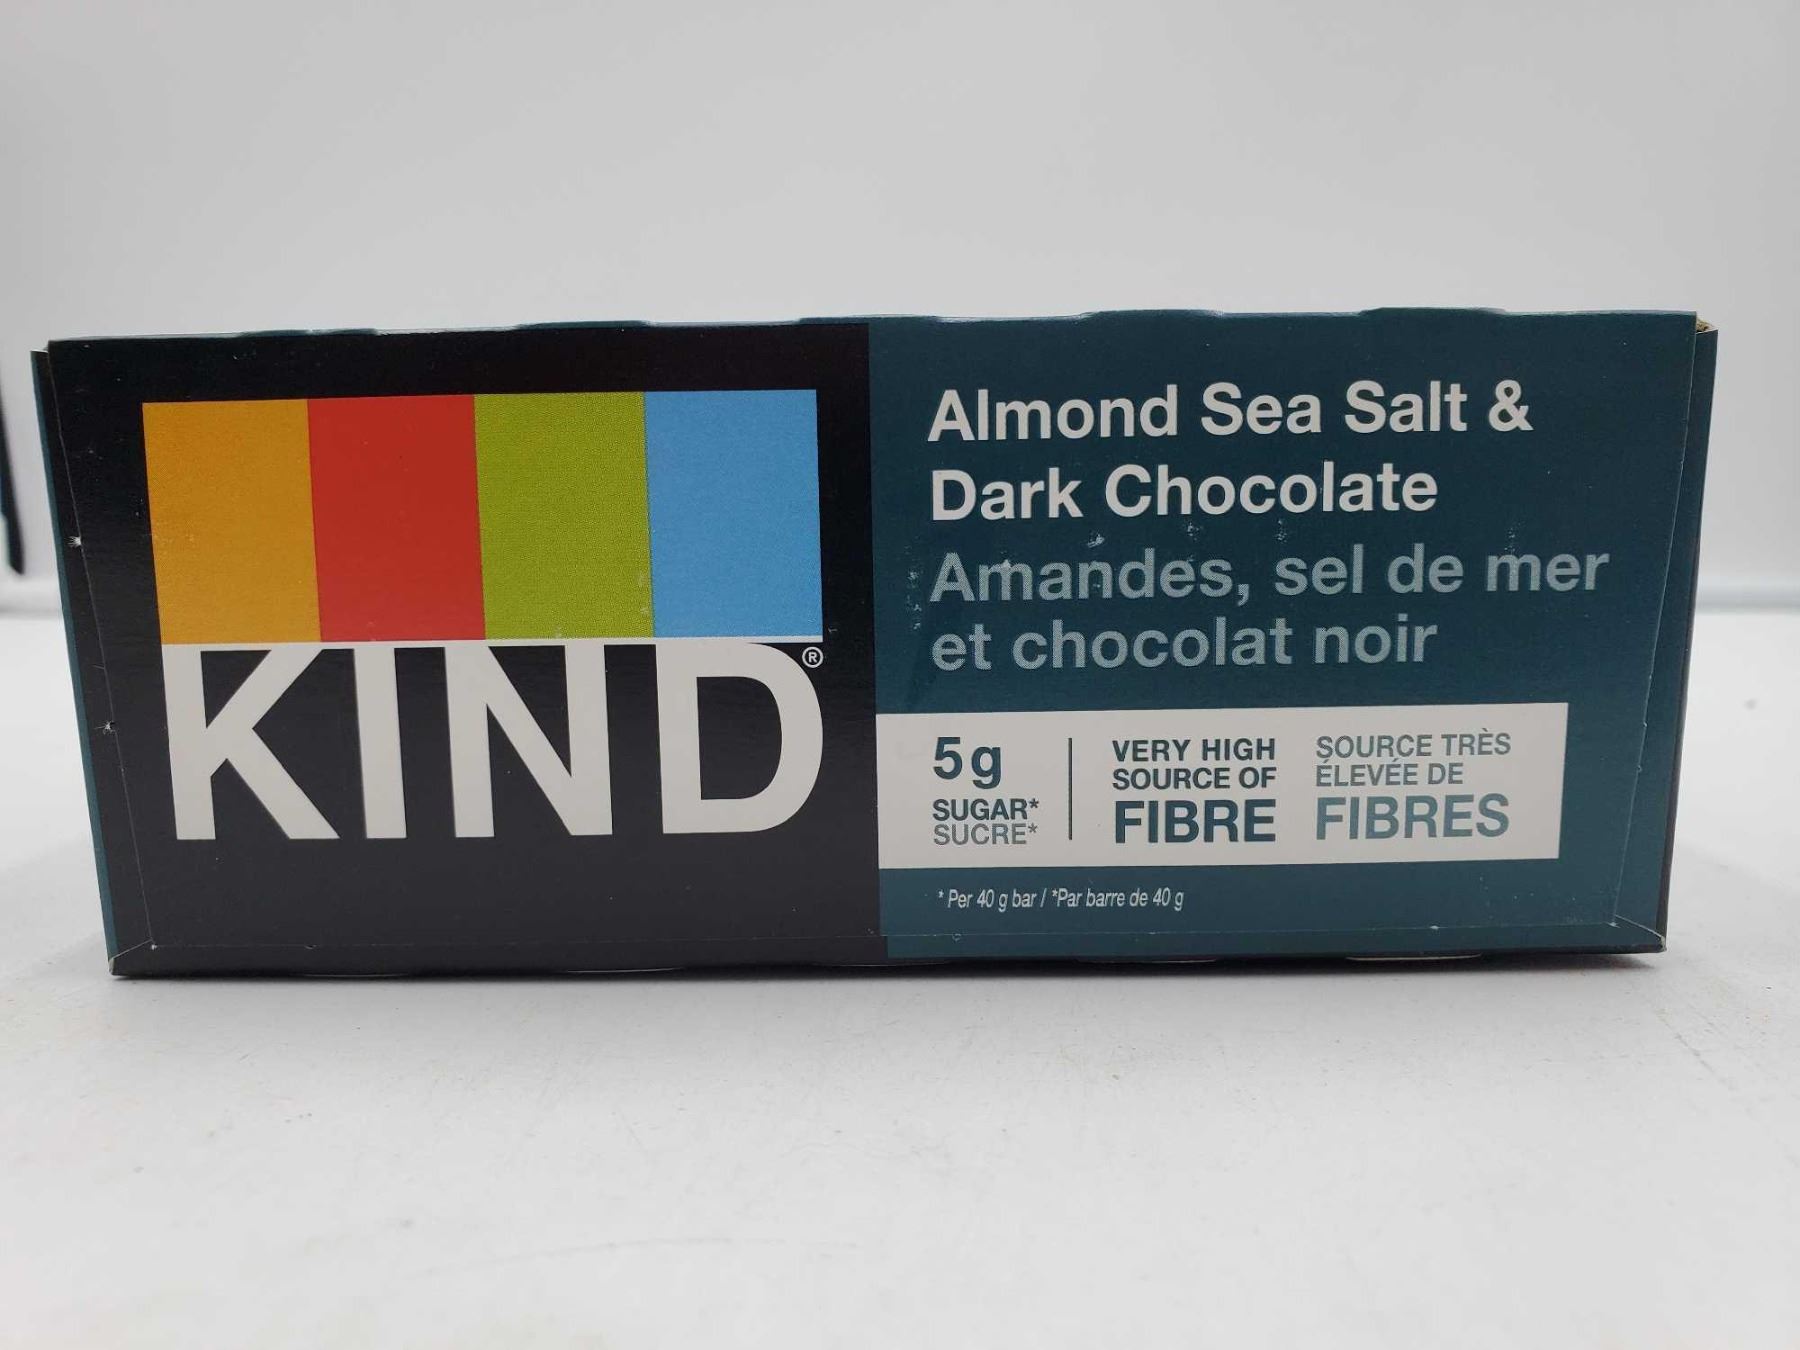 KIND®
Almond Sea Salt &
Dark Chocolate
Amandes, sel de mer
et chocolat noir
5g
SUGAR*
SUCRE*
VERY HIGH
SOURCE OF
FIBRE
SOURCE TRÈS
ÉLEVÉE DE
FIBRES
* Per 40 g bar / *Par barre de 40 g